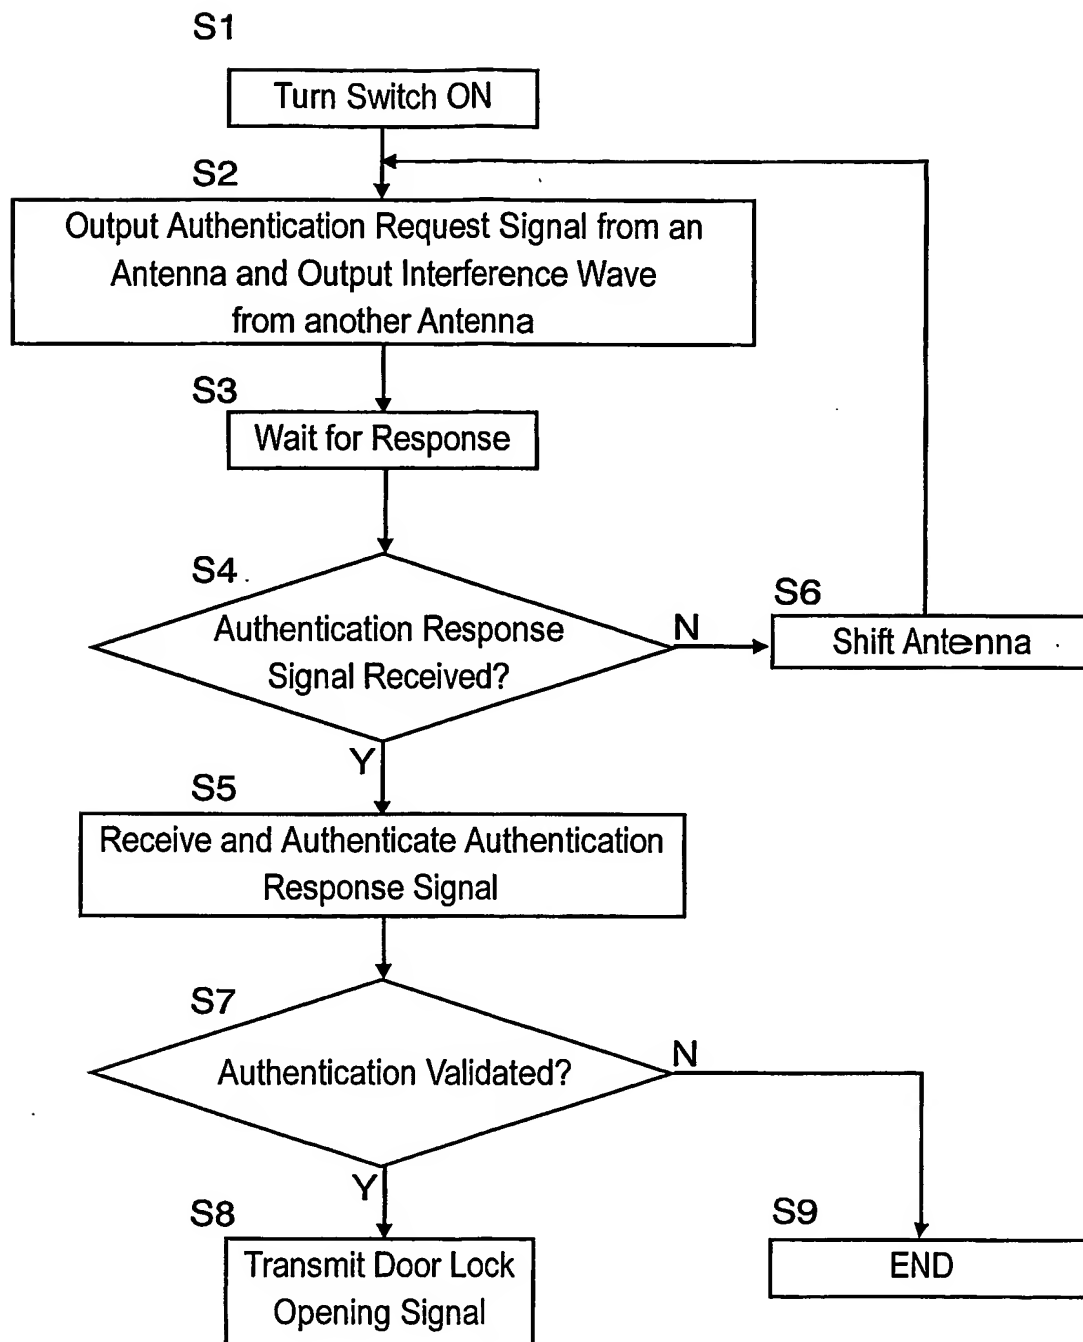 S1
Turn Switch ON
S2
Output Authentication Request Signal from an
Antenna and Output Interference Wave
from another Antenna
S3
Wait for Response
S4
Authentication Response
Signal Received?
N
S6
Shift Antenna
Y
S5
Receive and Authenticate Authentication
Response Signal
S7
Authentication Validated?
N
Y
S8
Transmit Door Lock
Opening Signal
S9
END